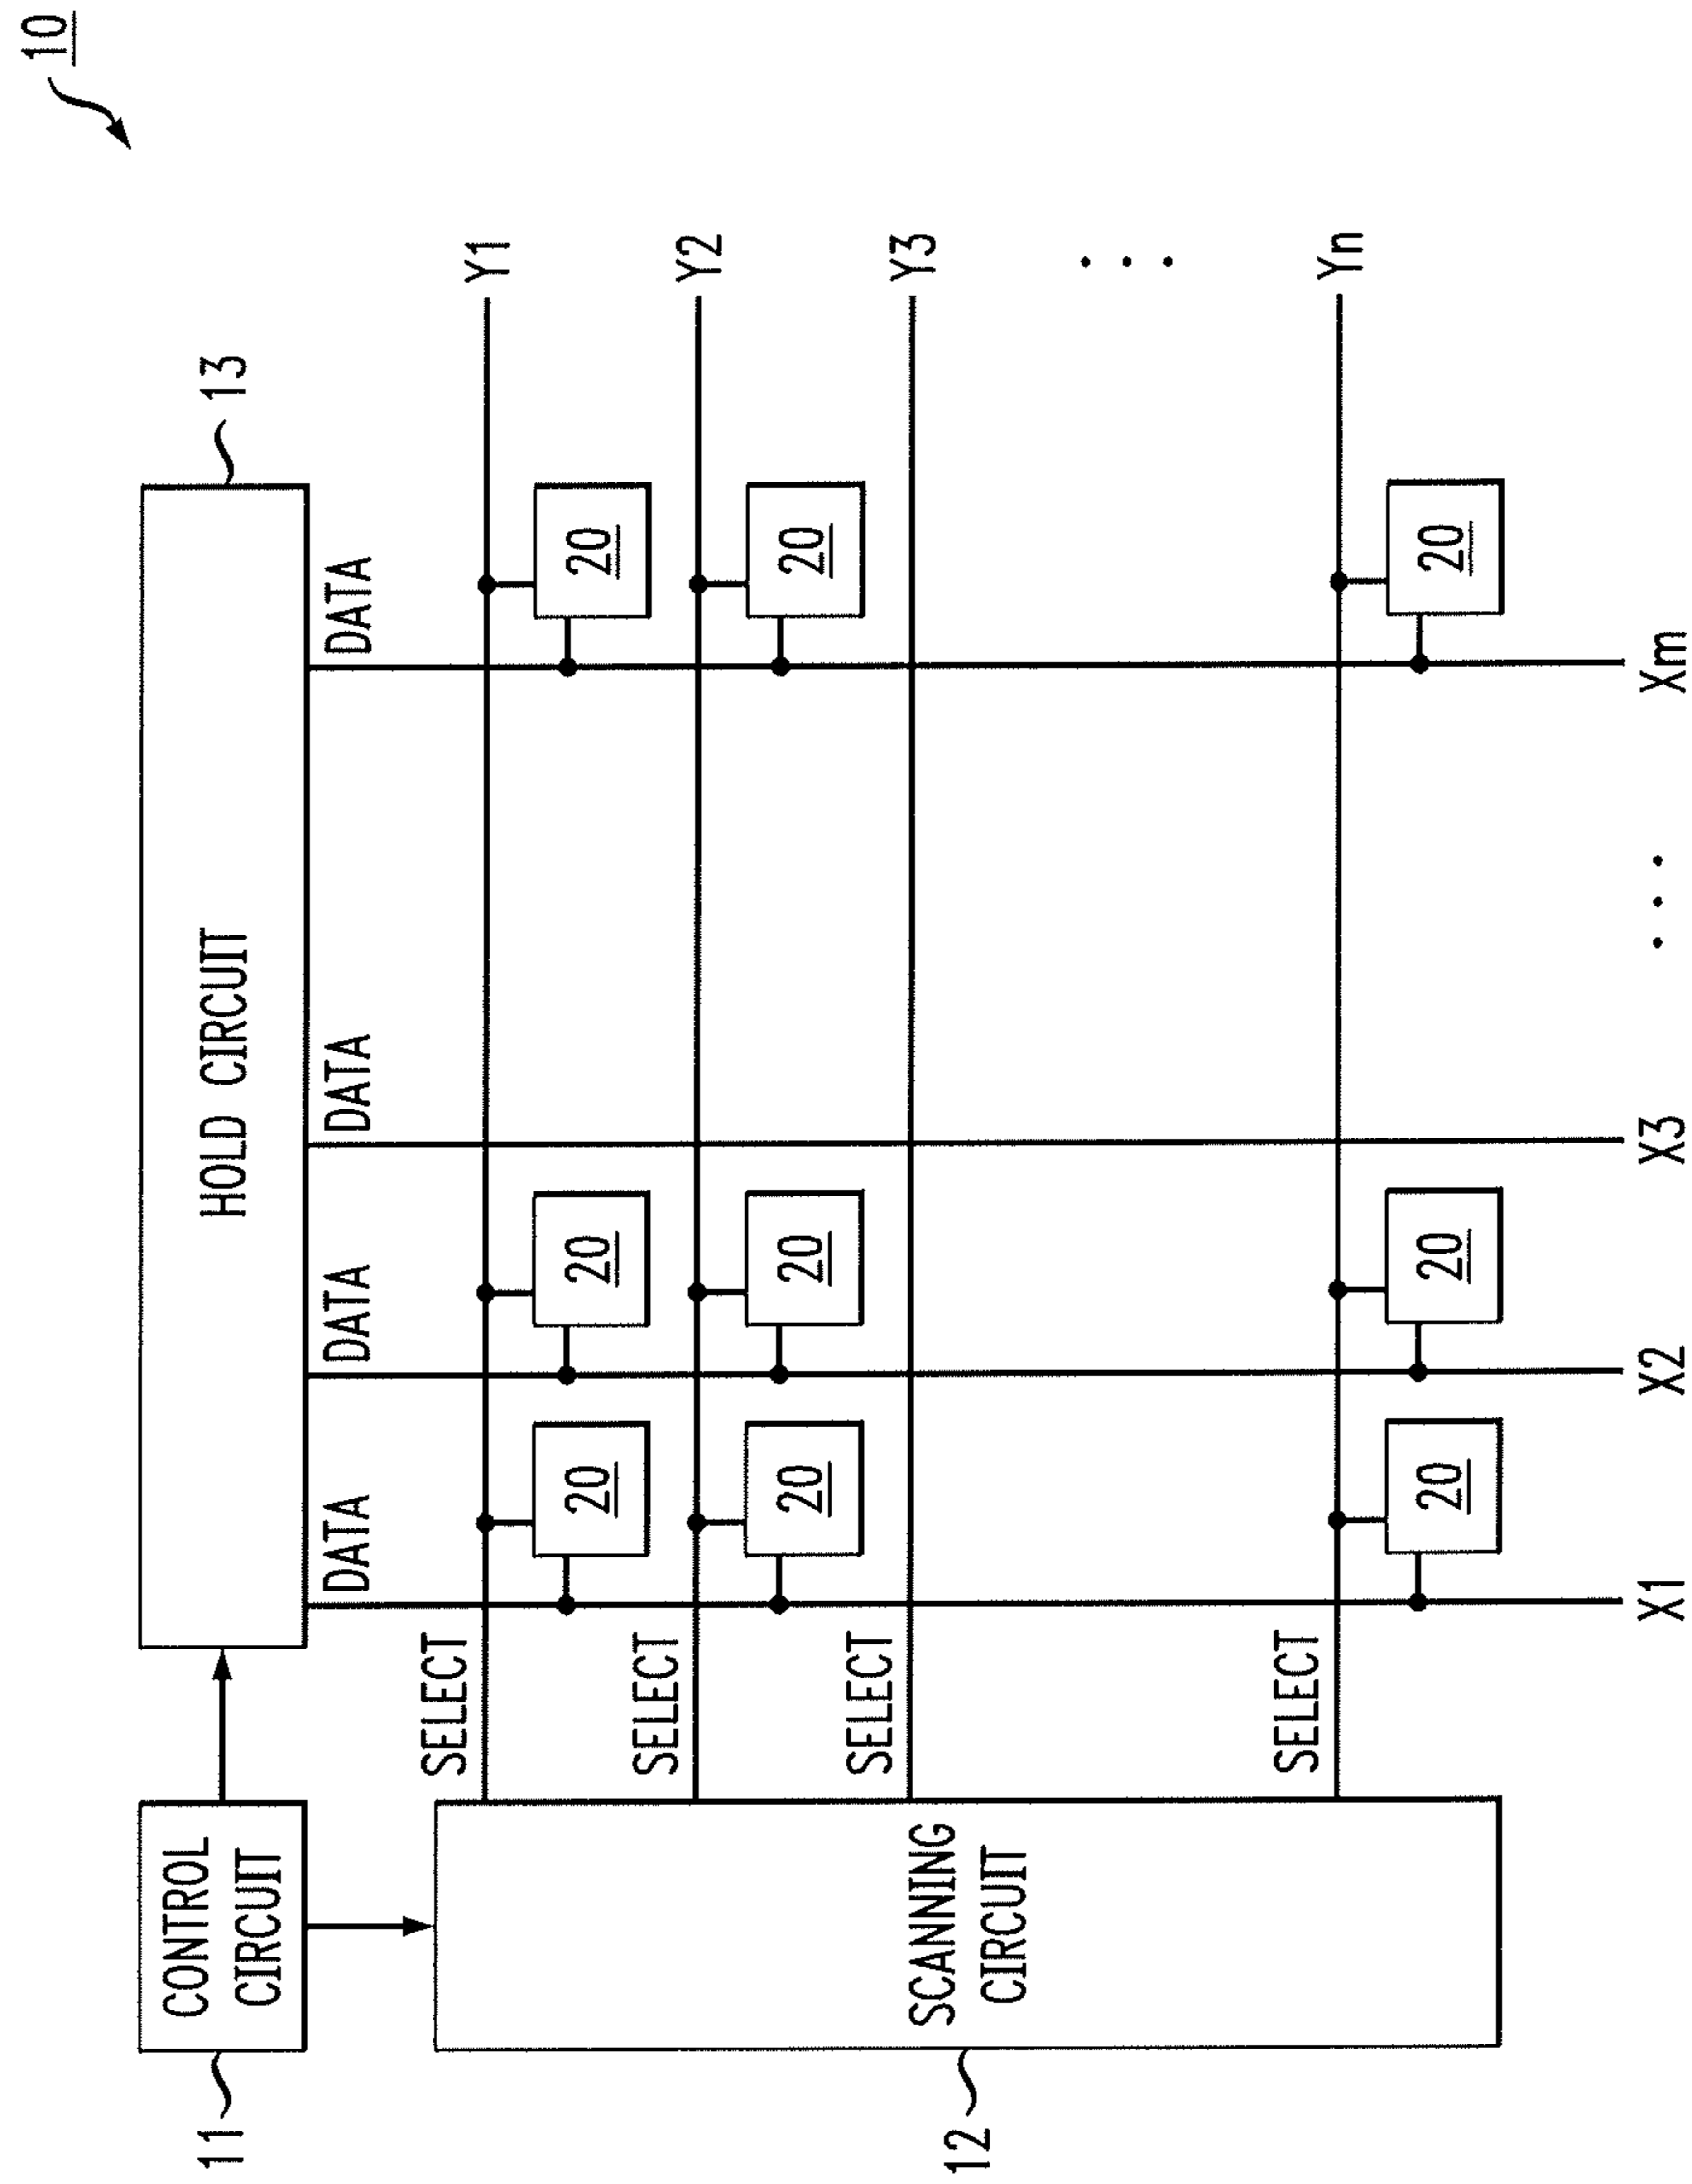 10
13
11
CONTROL
CIRCUIT
HOLD CIRCUIT
DATA
DATA
DATA
DATA
SELECT
Y1
20
20
20
SELECT
Y2
20
20
20
SELECT
Y3
12
SCANNING
CIRCUIT
. . .
SELECT
Yn
20
20
20
X1
X2
X3
. . .
Xm